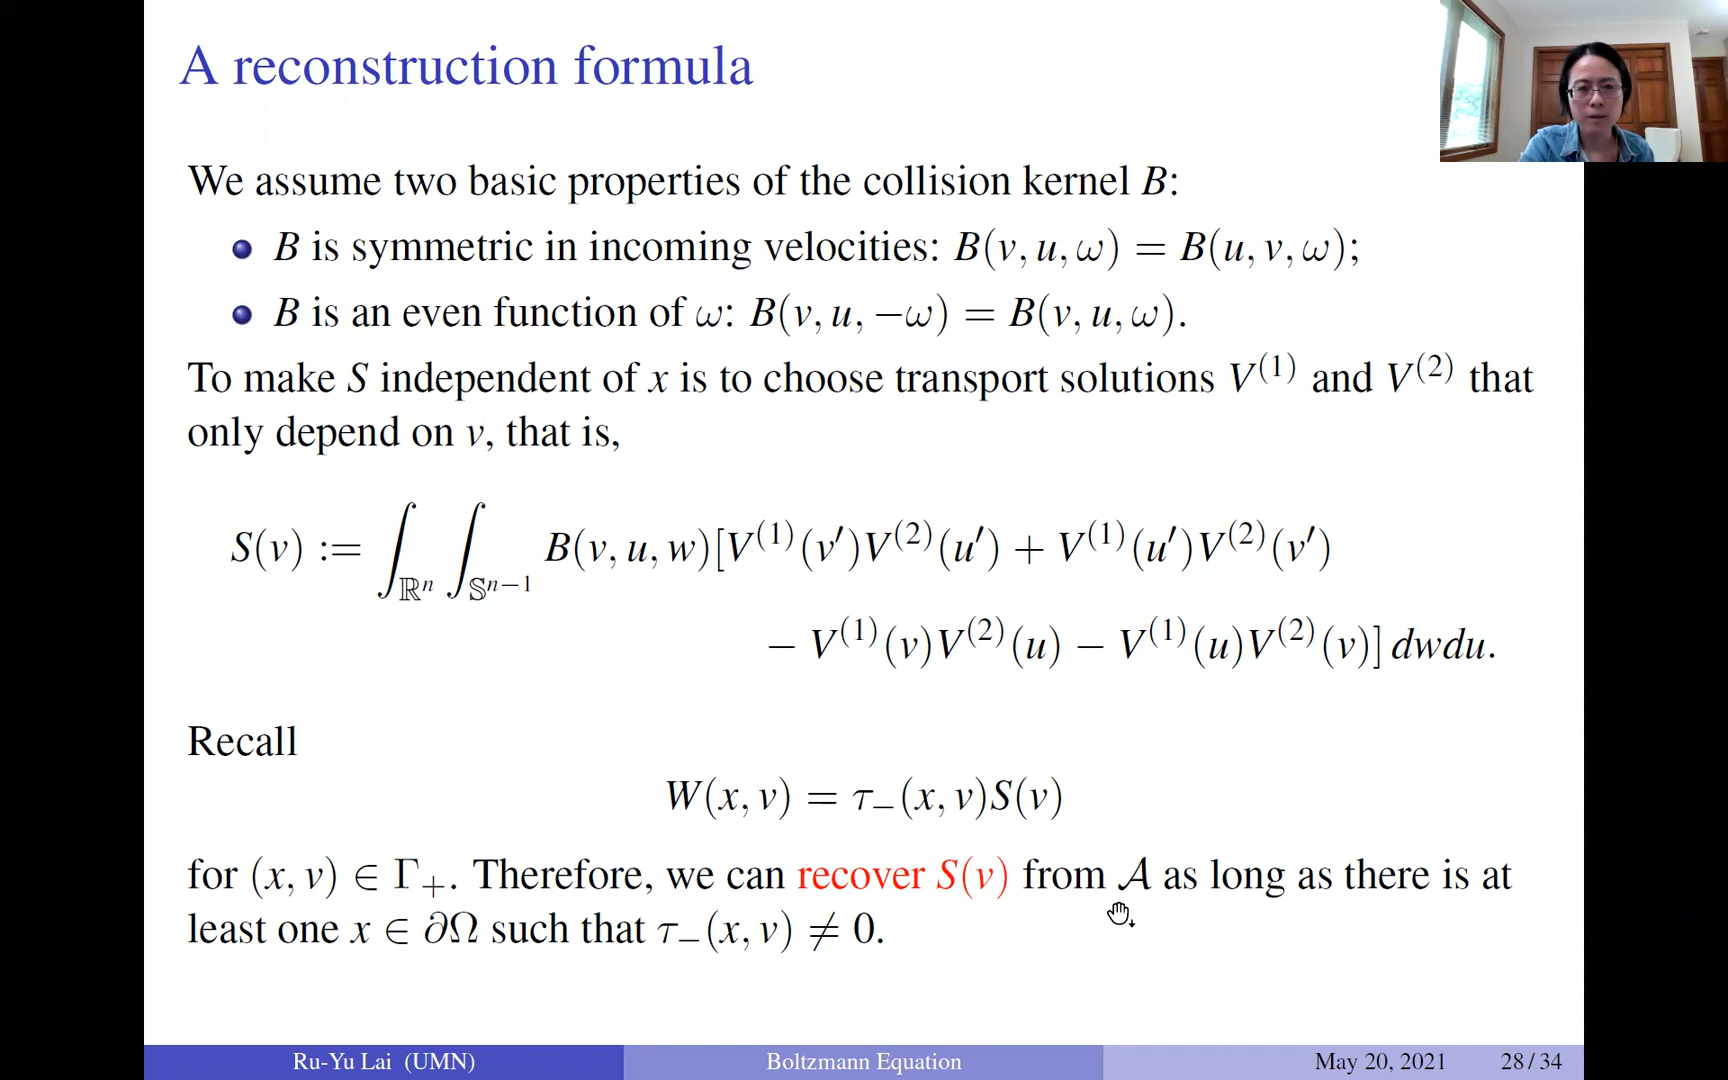 A reconstruction formula
We assume two basic properties of the collision kernel B:
B is symmetric in incoming velocities: B(v, u, ω) = B(u, v, ω);
B is an even function of ω: B(v, u, −ω) = B(v, u, ω).
To make S independent of x is to choose transport solutions V⁽¹⁾ and V⁽²⁾ that
only depend on v, that is,
S(v) := ∫_ℝⁿ ∫_𝕊ⁿ⁻¹ B(v, u, w)[V⁽¹⁾(v′)V⁽²⁾(u′) + V⁽¹⁾(u′)V⁽²⁾(v′)
− V⁽¹⁾(v)V⁽²⁾(u) − V⁽¹⁾(u)V⁽²⁾(v)] dwdu.
Recall
W(x, v) = τ₋(x, v)S(v)
for (x, v) ∈ Γ₊. Therefore, we can recover S(v) from 𝒜 as long as there is at
least one x ∈ ∂Ω such that τ₋(x, v) ≠ 0.
Ru-Yu Lai (UMN) Boltzmann Equation May 20, 2021 28 / 34